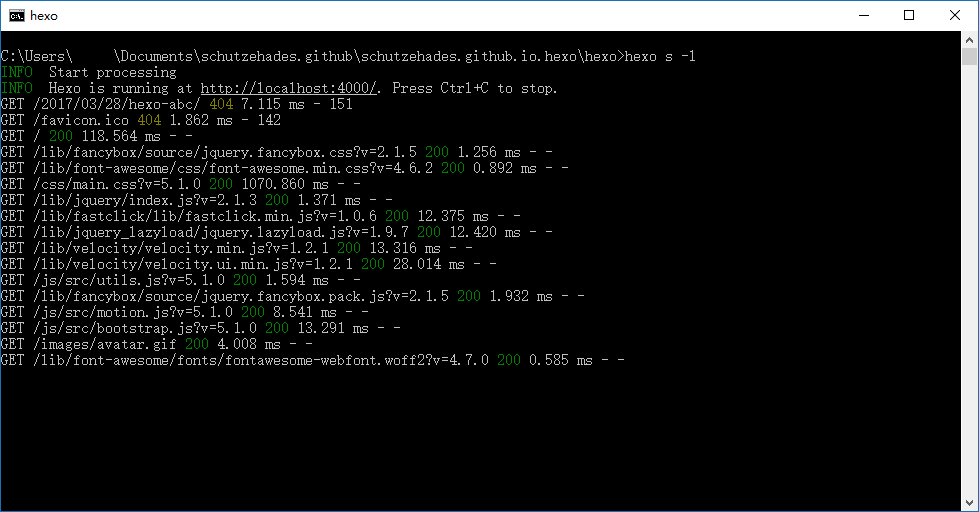 hexo
C:\Users\ \Documents\schutzehades.github\schutzehades.github.io.hexo\hexo>hexo s -l
INFO  Start processing
INFO  Hexo is running at http://localhost:4000/. Press Ctrl+C to stop.
GET /2017/03/28/hexo-abc/ 404 7.115 ms - 151
GET /favicon.ico 404 1.862 ms - 142
GET / 200 118.564 ms - -
GET /lib/fancybox/source/jquery.fancybox.css?v=2.1.5 200 1.256 ms - -
GET /lib/font-awesome/css/font-awesome.min.css?v=4.6.2 200 0.892 ms - -
GET /css/main.css?v=5.1.0 200 1070.860 ms - -
GET /lib/jquery/index.js?v=2.1.3 200 1.371 ms - -
GET /lib/fastclick/lib/fastclick.min.js?v=1.0.6 200 12.375 ms - -
GET /lib/jquery_lazyload/jquery.lazyload.js?v=1.9.7 200 12.420 ms - -
GET /lib/velocity/velocity.min.js?v=1.2.1 200 13.316 ms - -
GET /lib/velocity/velocity.ui.min.js?v=1.2.1 200 28.014 ms - -
GET /js/src/utils.js?v=5.1.0 200 1.594 ms - -
GET /lib/fancybox/source/jquery.fancybox.pack.js?v=2.1.5 200 1.932 ms - -
GET /js/src/motion.js?v=5.1.0 200 8.541 ms - -
GET /js/src/bootstrap.js?v=5.1.0 200 13.291 ms - -
GET /images/avatar.gif 200 4.008 ms - -
GET /lib/font-awesome/fonts/fontawesome-webfont.woff2?v=4.7.0 200 0.585 ms - -